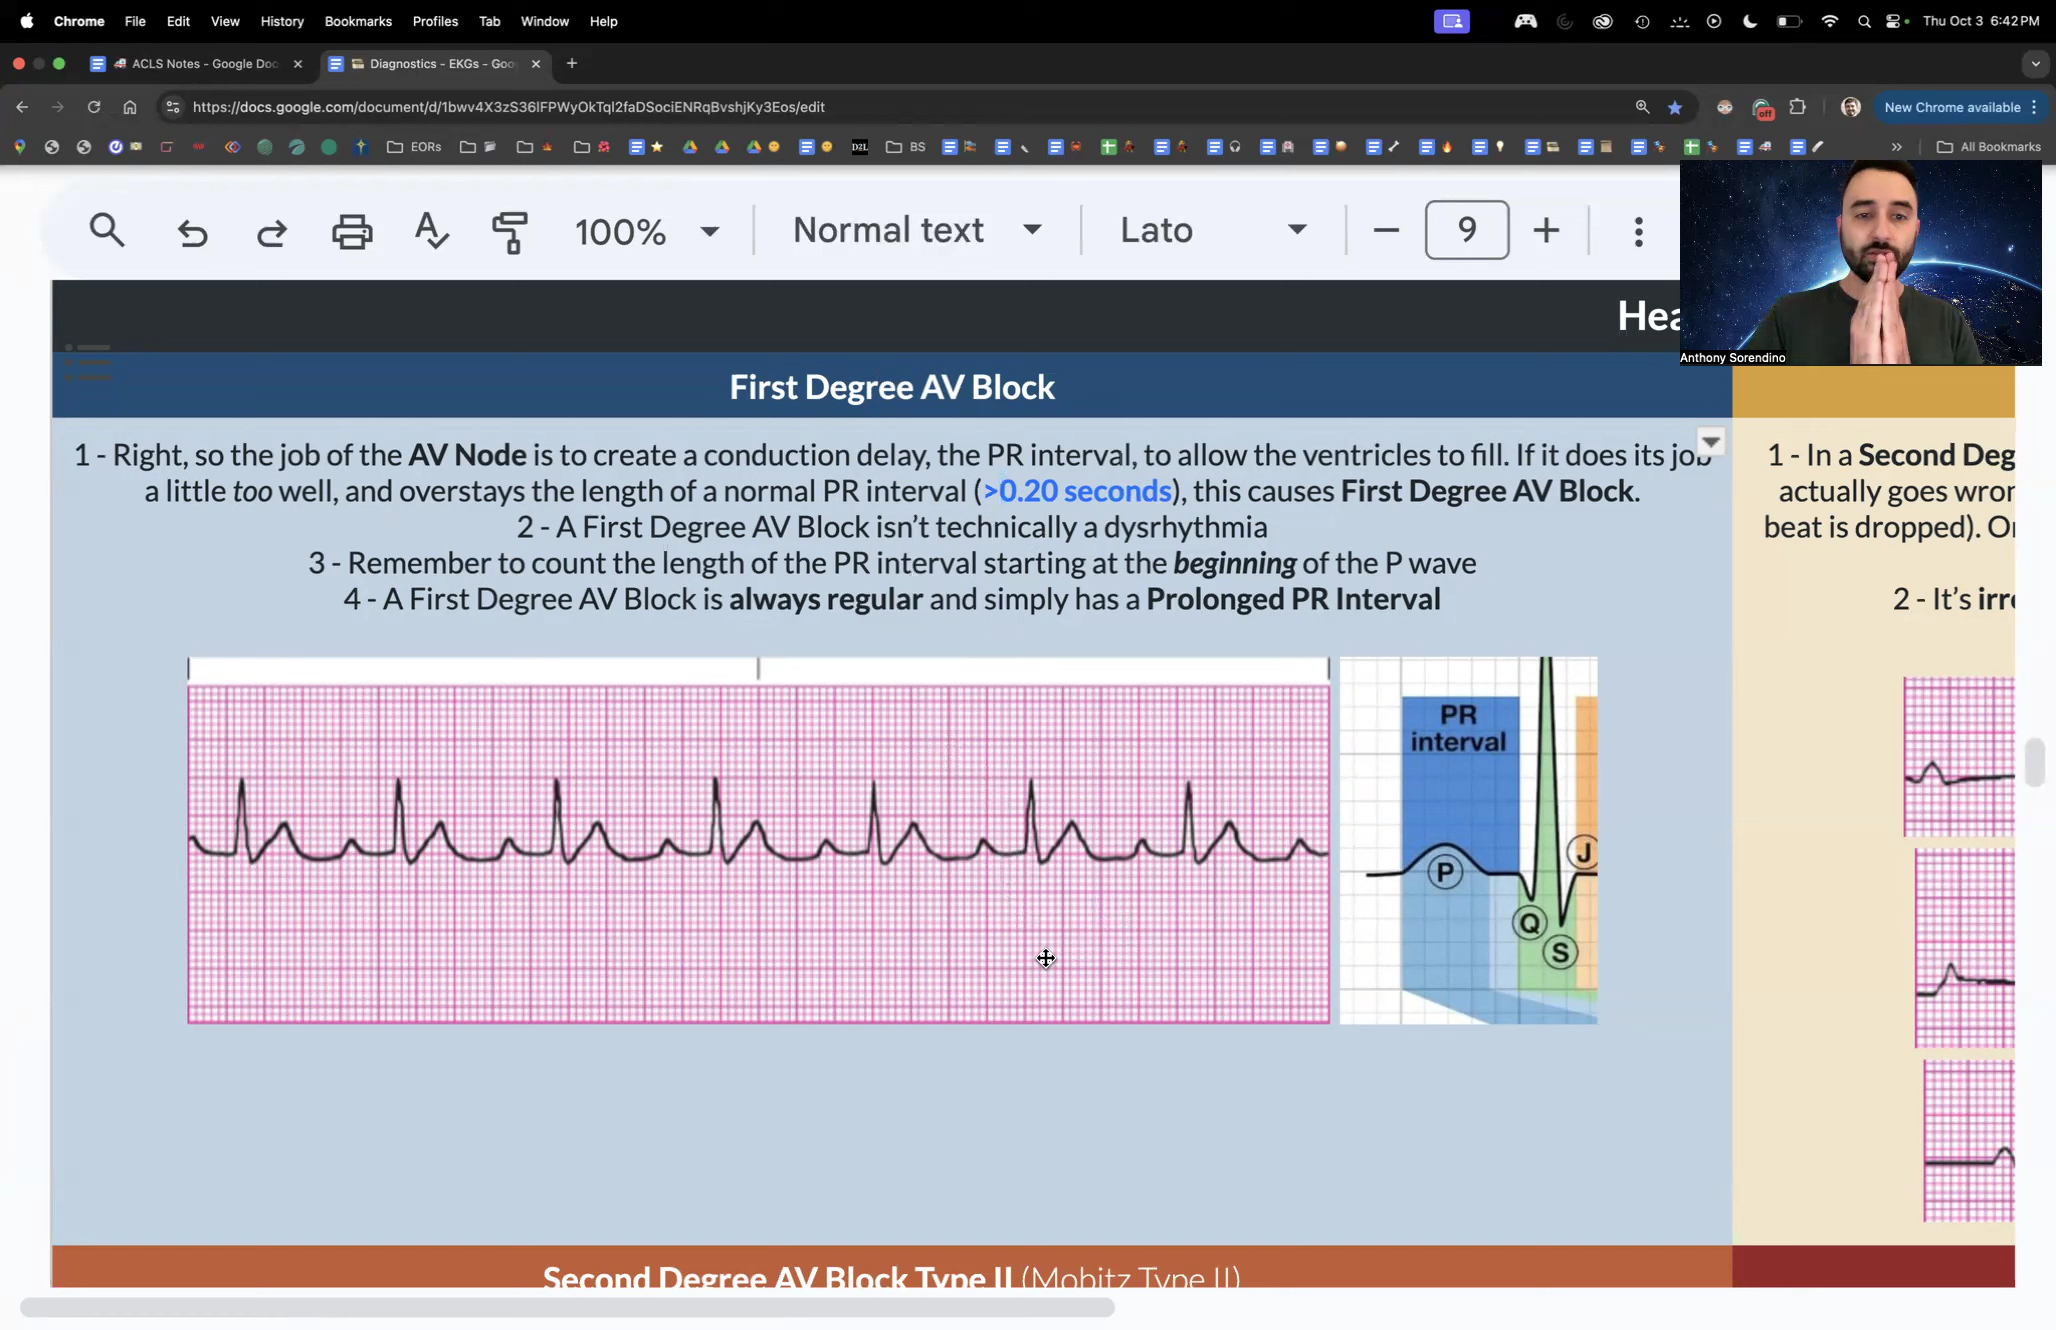 Chrome File Edit View History Bookmarks Profiles Tab Window Help Thu Oct 3 6:42 PM
ACLS Notes - Google Doc Diagnostics - EKGs - Goo
https://docs.google.com/document/d/1bwv4X3zS36lFPWyOkTql2faDSociENRqBvshjKy3Eos/edit off New Chrome available
EORs D2L BS All Bookmarks
100% Normal text Lato 9
Anthony Sorendino
Hea
First Degree AV Block
1 - Right, so the job of the AV Node is to create a conduction delay, the PR interval, to allow the ventricles to fill. If it does its job
a little too well, and overstays the length of a normal PR interval (>0.20 seconds), this causes First Degree AV Block.
2 - A First Degree AV Block isn’t technically a dysrhythmia
3 - Remember to count the length of the PR interval starting at the beginning of the P wave
4 - A First Degree AV Block is always regular and simply has a Prolonged PR Interval
1 - In a Second Deg
actually goes wron
beat is dropped). Or
2 - It’s irre
PR
interval
P
J
Q
S
Second Degree AV Block Type II (Mobitz Type II)